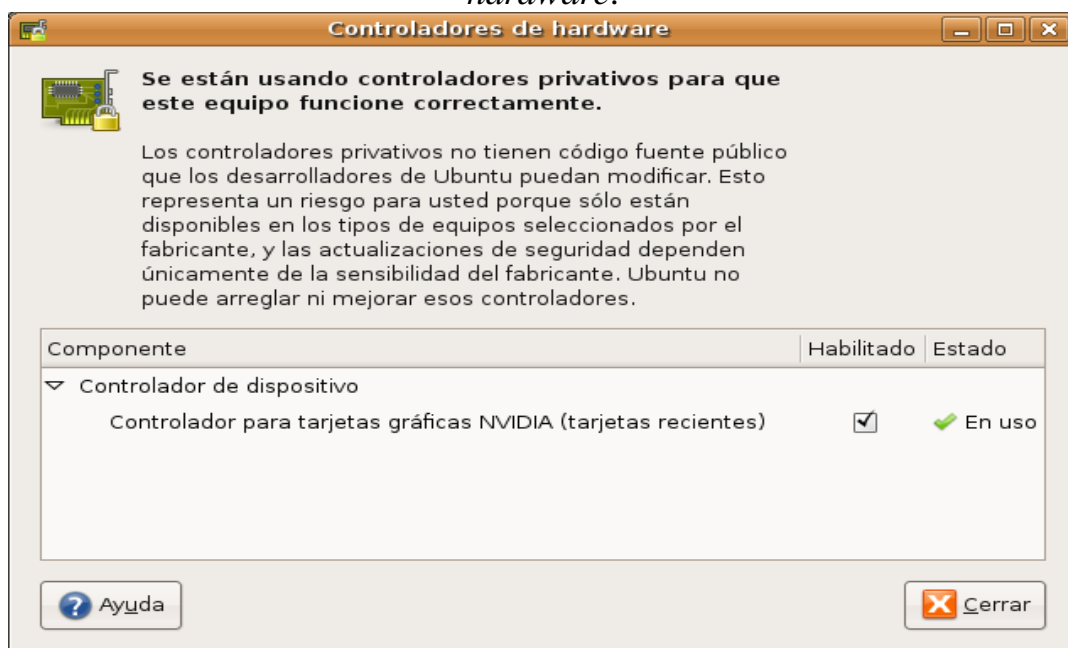 hardware.
Controladores de hardware
Se están usando controladores privativos para que
este equipo funcione correctamente.
Los controladores privativos no tienen código fuente público
que los desarrolladores de Ubuntu puedan modificar. Esto
representa un riesgo para usted porque sólo están
disponibles en los tipos de equipos seleccionados por el
fabricante, y las actualizaciones de seguridad dependen
únicamente de la sensibilidad del fabricante. Ubuntu no
puede arreglar ni mejorar esos controladores.
Componente Habilitado Estado
Controlador de dispositivo
Controlador para tarjetas gráficas NVIDIA (tarjetas recientes) En uso
Ayuda Cerrar